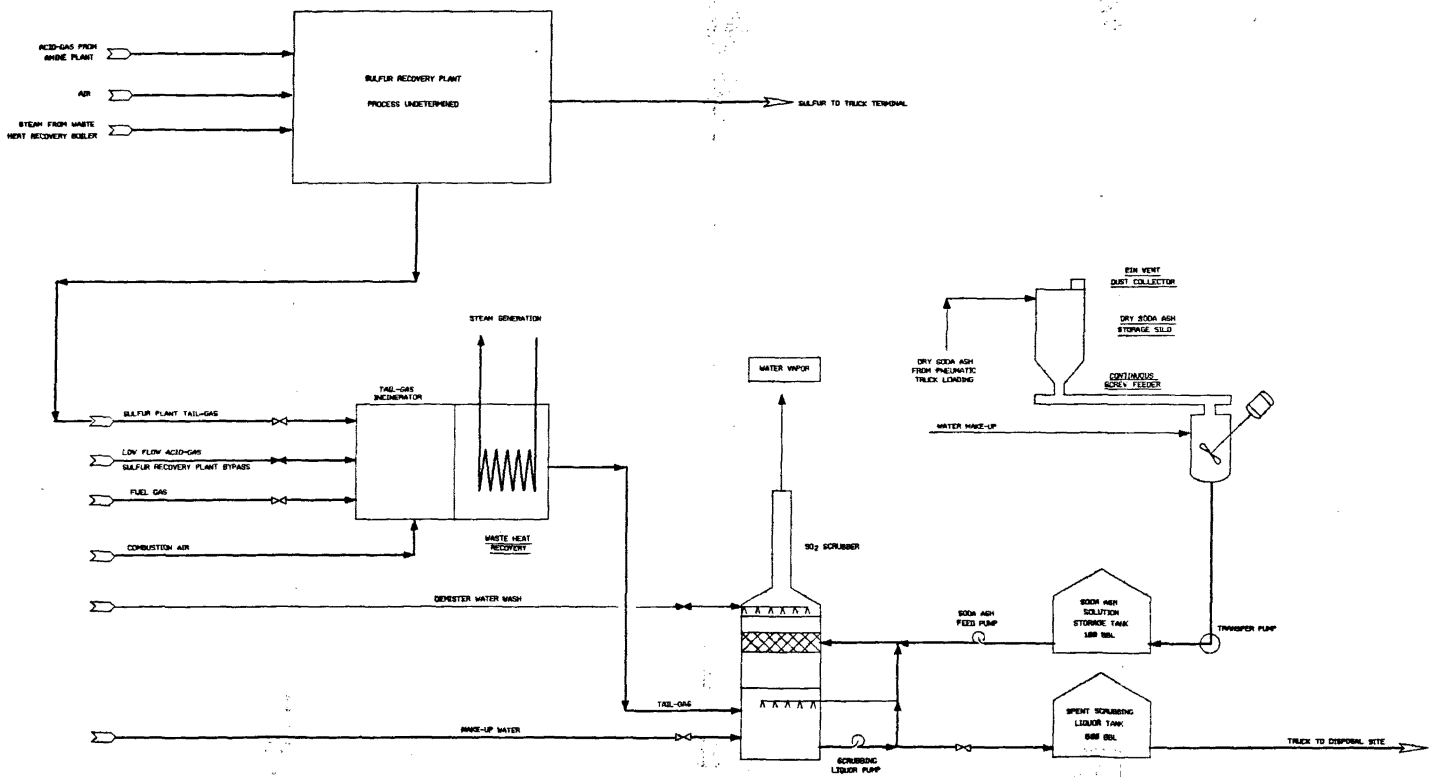 ACID-GAS FROM
AMINE PLANT
AIR
STEAM FROM WASTE
HEAT RECOVERY BOILER
SULFUR RECOVERY PLANT
PROCESS UNDETERMINED
SULFUR TO TRUCK TERMINAL
BIN VENT
DUST COLLECTOR
DRY SODA ASH
STORAGE SILO
STEAM GENERATION
DRY SODA ASH
FROM PNEUMATIC
TRUCK LOADING
CONTINUOUS
SCREW FEEDER
WATER VAPOR
TAIL-GAS
INCINERATOR
SULFUR PLANT TAIL-GAS
WATER MAKE-UP
LOW FLOW ACID-GAS
SULFUR RECOVERY PLANT BYPASS
FUEL GAS
COMBUSTION AIR
WASTE HEAT
RECOVERY
SO2 SCRUBBER
DEMISTER WATER WASH
SODA ASH
FEED PUMP
SODA ASH
SOLUTION
STORAGE TANK
100 BBL
TRANSFER PUMP
TAIL-GAS
MAKE-UP WATER
SCRUBBING
LIQUOR PUMP
SPENT SCRUBBING
LIQUOR TANK
600 BBL
TRUCK TO DISPOSAL SITE